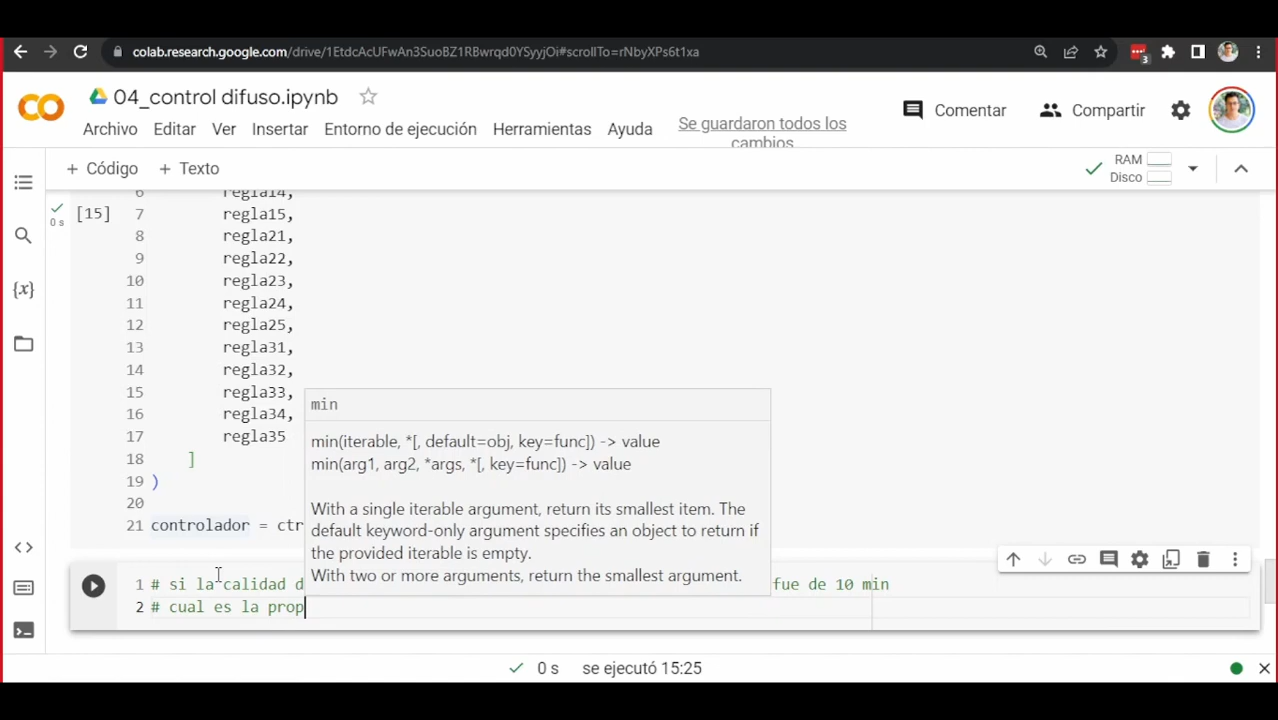 colab.research.google.com/drive/1EtdcAcUFwAn3SuoBZ1RBwrqd0YSyyjOi#scrollTo=rNbyXPs6t1xa
3
CO
04_control difuso.ipynb
Comentar
Compartir
Archivo Editar Ver Insertar Entorno de ejecución Herramientas Ayuda
Se guardaron todos los
cambios
+ Código + Texto
RAM
Disco
6 regla14,
[15]
0 s
7 regla15,
8 regla21,
9 regla22,
10 regla23,
11 regla24,
12 regla25,
13 regla31,
14 regla32,
15 regla33,
16 regla34,
17 regla35
18 ]
19 )
20
21 controlador = ctr
min
min(iterable, *[, default=obj, key=func]) -> value
min(arg1, arg2, *args, *[, key=func]) -> value
With a single iterable argument, return its smallest item. The
default keyword-only argument specifies an object to return if
the provided iterable is empty.
With two or more arguments, return the smallest argument.
1 # si la calidad d fue de 10 min
2 # cual es la prop
0 s se ejecutó 15:25